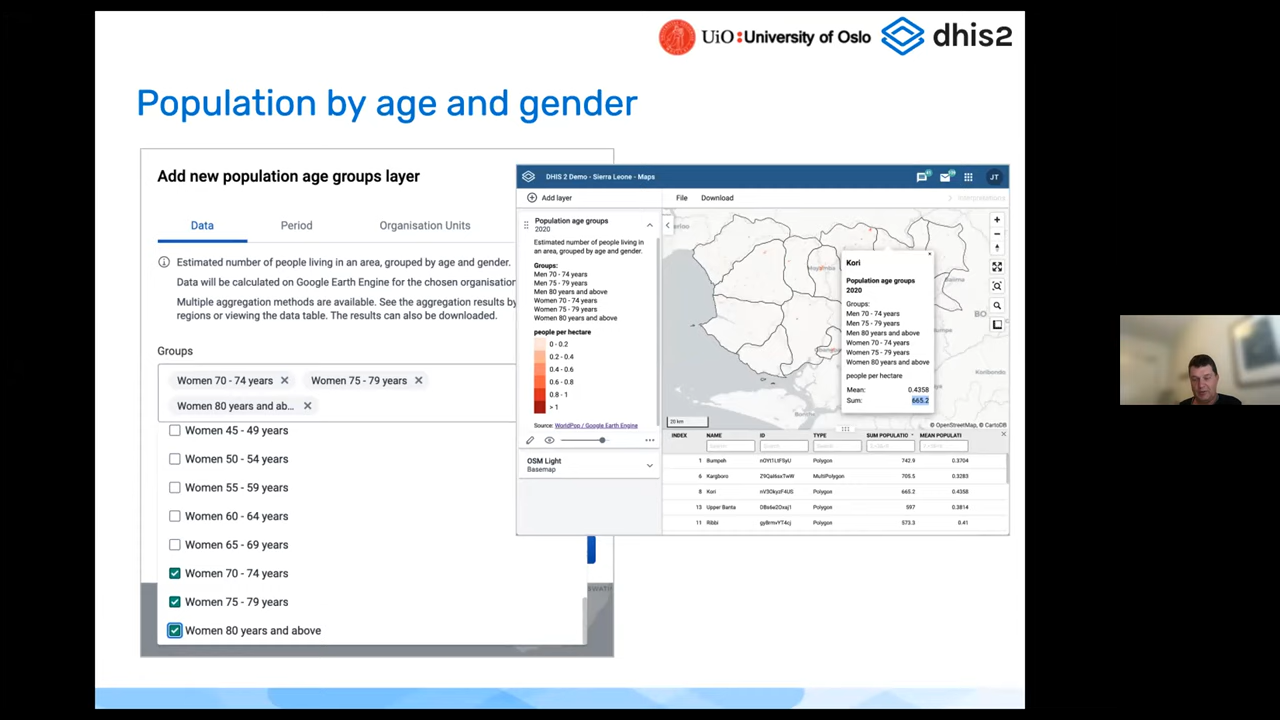 UiO:University of Oslo dhis2
Population by age and gender
Add new population age groups layer
Data Period Organisation Units
Estimated number of people living in an area, grouped by age and gender.
Data will be calculated on Google Earth Engine for the chosen organisation
Multiple aggregation methods are available. See the aggregation results by
regions or viewing the data table. The results can also be downloaded.
Groups
Women 70 - 74 years Women 75 - 79 years
Women 80 years and ab...
Women 45 - 49 years
Women 50 - 54 years
Women 55 - 59 years
Women 60 - 64 years
Women 65 - 69 years
Women 70 - 74 years
Women 75 - 79 years
Women 80 years and above
DHIS 2 Demo - Sierra Leone - Maps JT
Add layer File Download Interpretations
Population age groups
2020
Estimated number of people living in
an area, grouped by age and gender.
Groups:
Men 70 - 74 years
Men 75 - 79 years
Men 80 years and above
Women 70 - 74 years
Women 75 - 79 years
Women 80 years and above
people per hectare
0 - 0.2
0.2 - 0.4
0.4 - 0.6
0.6 - 0.8
0.8 - 1
> 1
Source: WorldPop / Google Earth Engine
OSM Light
Basemap
Kori
Population age groups
2020
Groups:
Men 70 - 74 years
Men 75 - 79 years
Men 80 years and above
Women 70 - 74 years
Women 75 - 79 years
Women 80 years and above
people per hectare
Mean: 0.4358
Sum: 665.2
20 km
© OpenStreetMap, © CartoDB
INDEX NAME ID TYPE SUM POPULATIO MEAN POPULATI
Search Search Search
1 Bumpeh Polygon 742.9 0.3704
6 Kargboro MultiPolygon 705.5 0.3283
8 Kori Polygon 665.2 0.4358
13 Upper Banta Polygon 597 0.3814
11 Ribbi Polygon 573.3 0.41